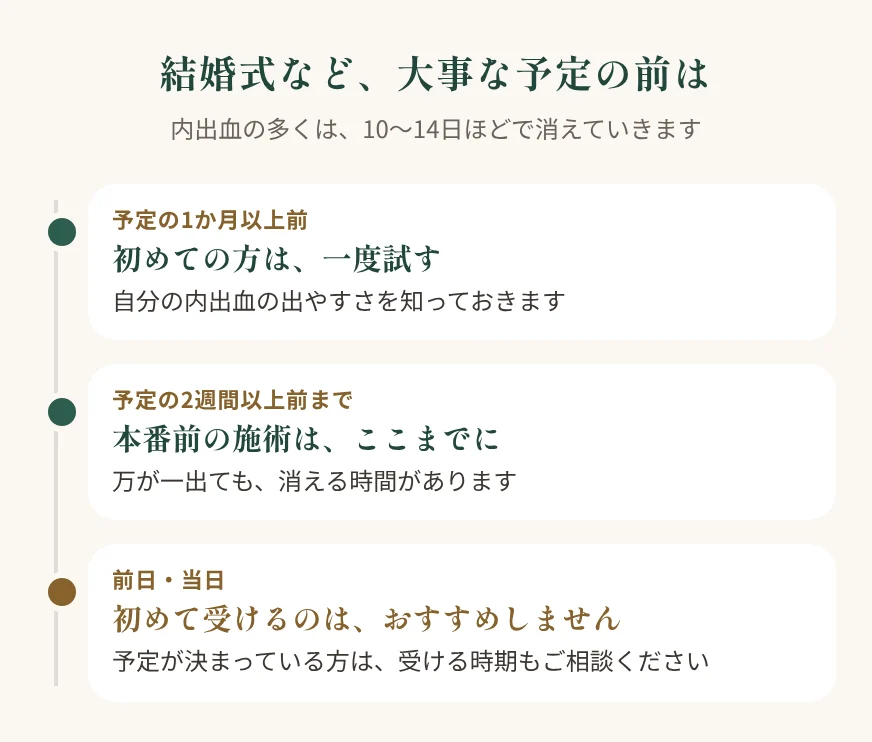 結婚式など、大事な予定の前は
内出血の多くは、10〜14日ほどで消えていきます
予定の1か月以上前
初めての方は、一度試す
自分の内出血の出やすさを知っておきます
予定の2週間以上前まで
本番前の施術は、ここまでに
万が一出ても、消える時間があります
前日・当日
初めて受けるのは、おすすめしません
予定が決まっている方は、受ける時期もご相談ください